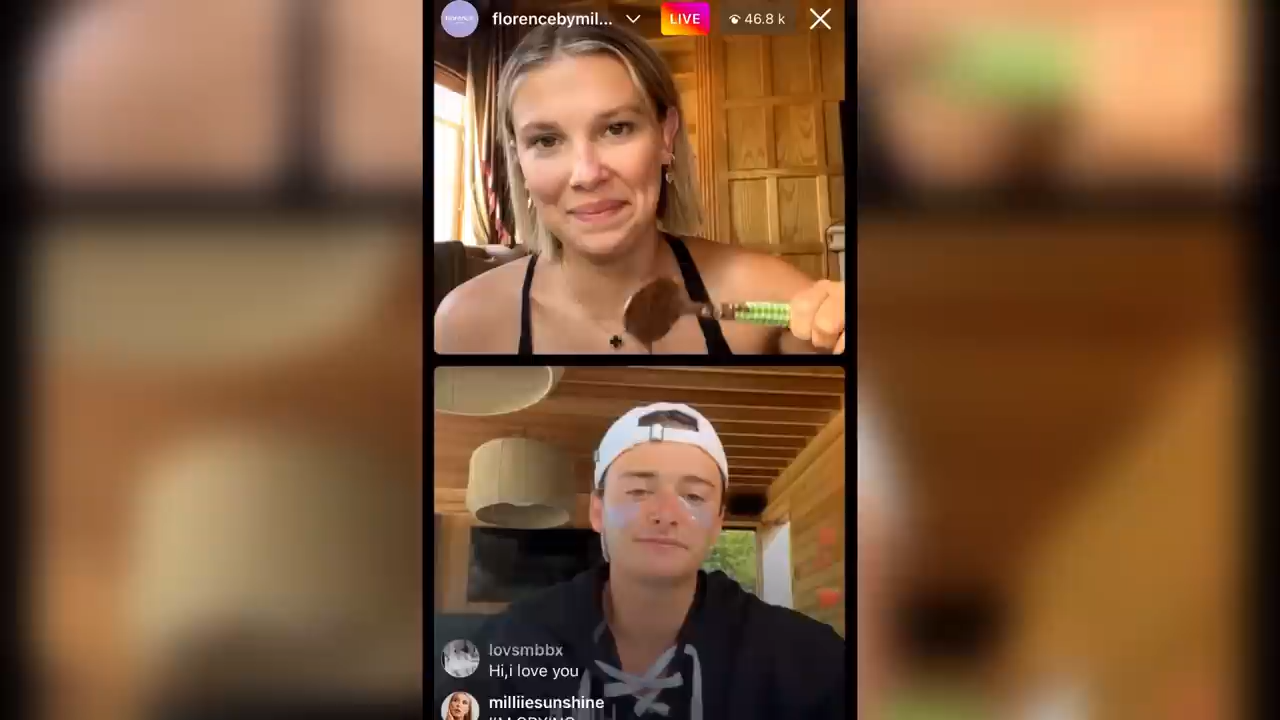 florencebymil...
LIVE
46.8 k
lovsmbbx
Hi,i love you
milliiesunshine